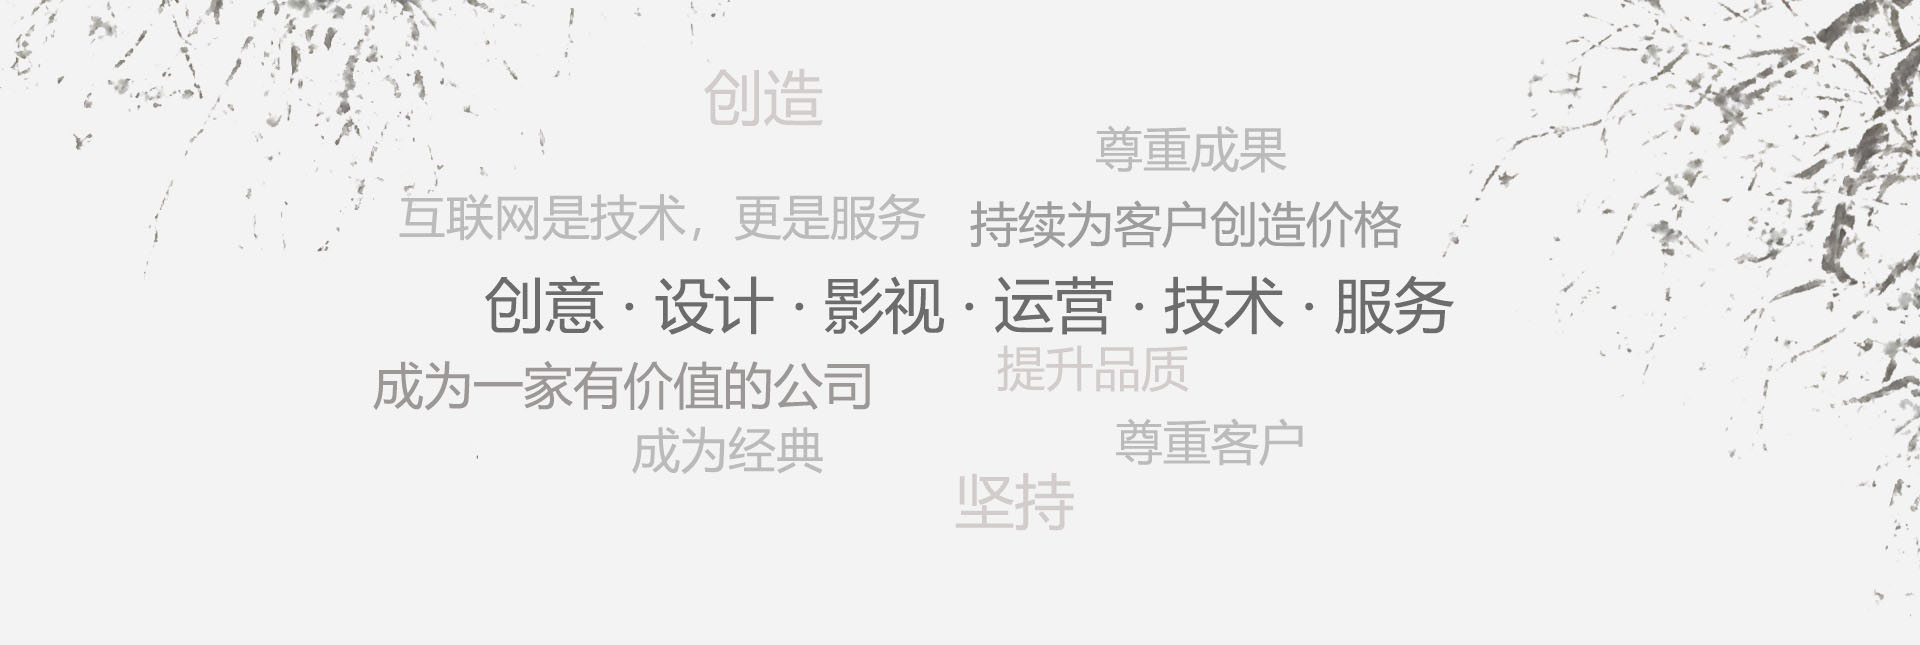 创造
尊重成果
互联网是技术，更是服务
持续为客户创造价格
创意·设计·影视·运营·技术·服务
提升品质
成为一家有价值的公司
尊重客户
成为经典
坚持